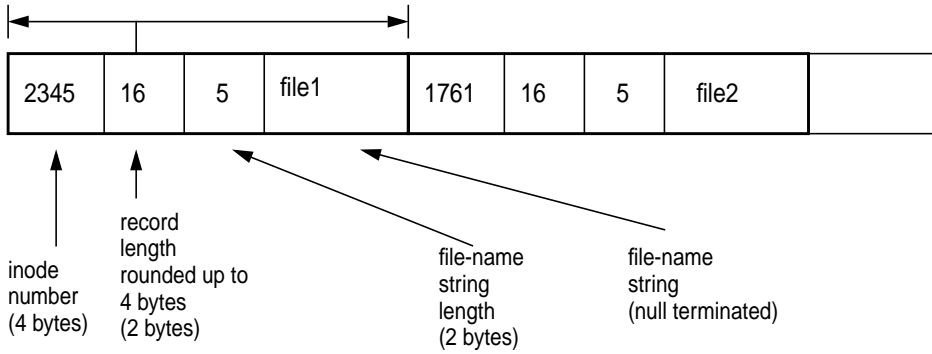 2345 16 5 file1 1761 16 5 file2
inode
number
(4 bytes)
record
length
rounded up to
4 bytes
(2 bytes)
file-name
string
length
(2 bytes)
file-name
string
(null terminated)